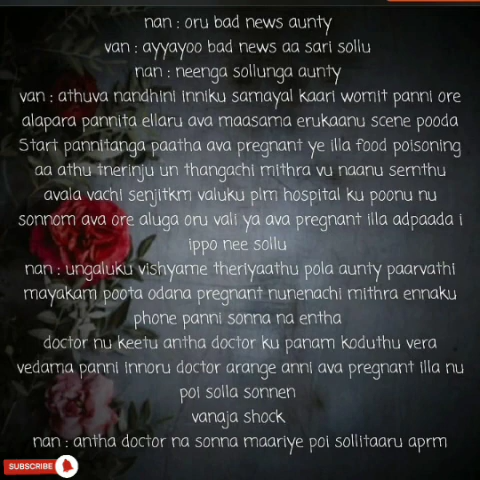 nan : oru bad news aunty
van : ayyayoo bad news aa sari sollu
nan : neenga sollunga aunty
van : athuva nandhini inniku samayal kaari womit panni ore
alapara pannita ellaru ava maasama erukaanu scene pooda
Start pannitanga paatha ava pregnant ye illa food poisoning
aa athu tnerinju un thangachi mithra vu naanu sernthu
avala vachi senjitkm valuku pim hospital ku poonu nu
sonnom ava ore aluga oru vali ya ava pregnant illa adpaada i
ippo nee sollu
nan : ungaluku vishyame theriyaathu pola aunty paarvathi
mayakam poota odana pregnant nunenachi mithra ennaku
phone panni sonna na entha
doctor nu keetu antha doctor ku panam koduthu vera
vedama panni innoru doctor arange anni ava pregnant illa nu
poi solla sonnen
vanaja shock
nan : antha doctor na sonna maariye poi sollitaaru aprm
SUBSCRIBE